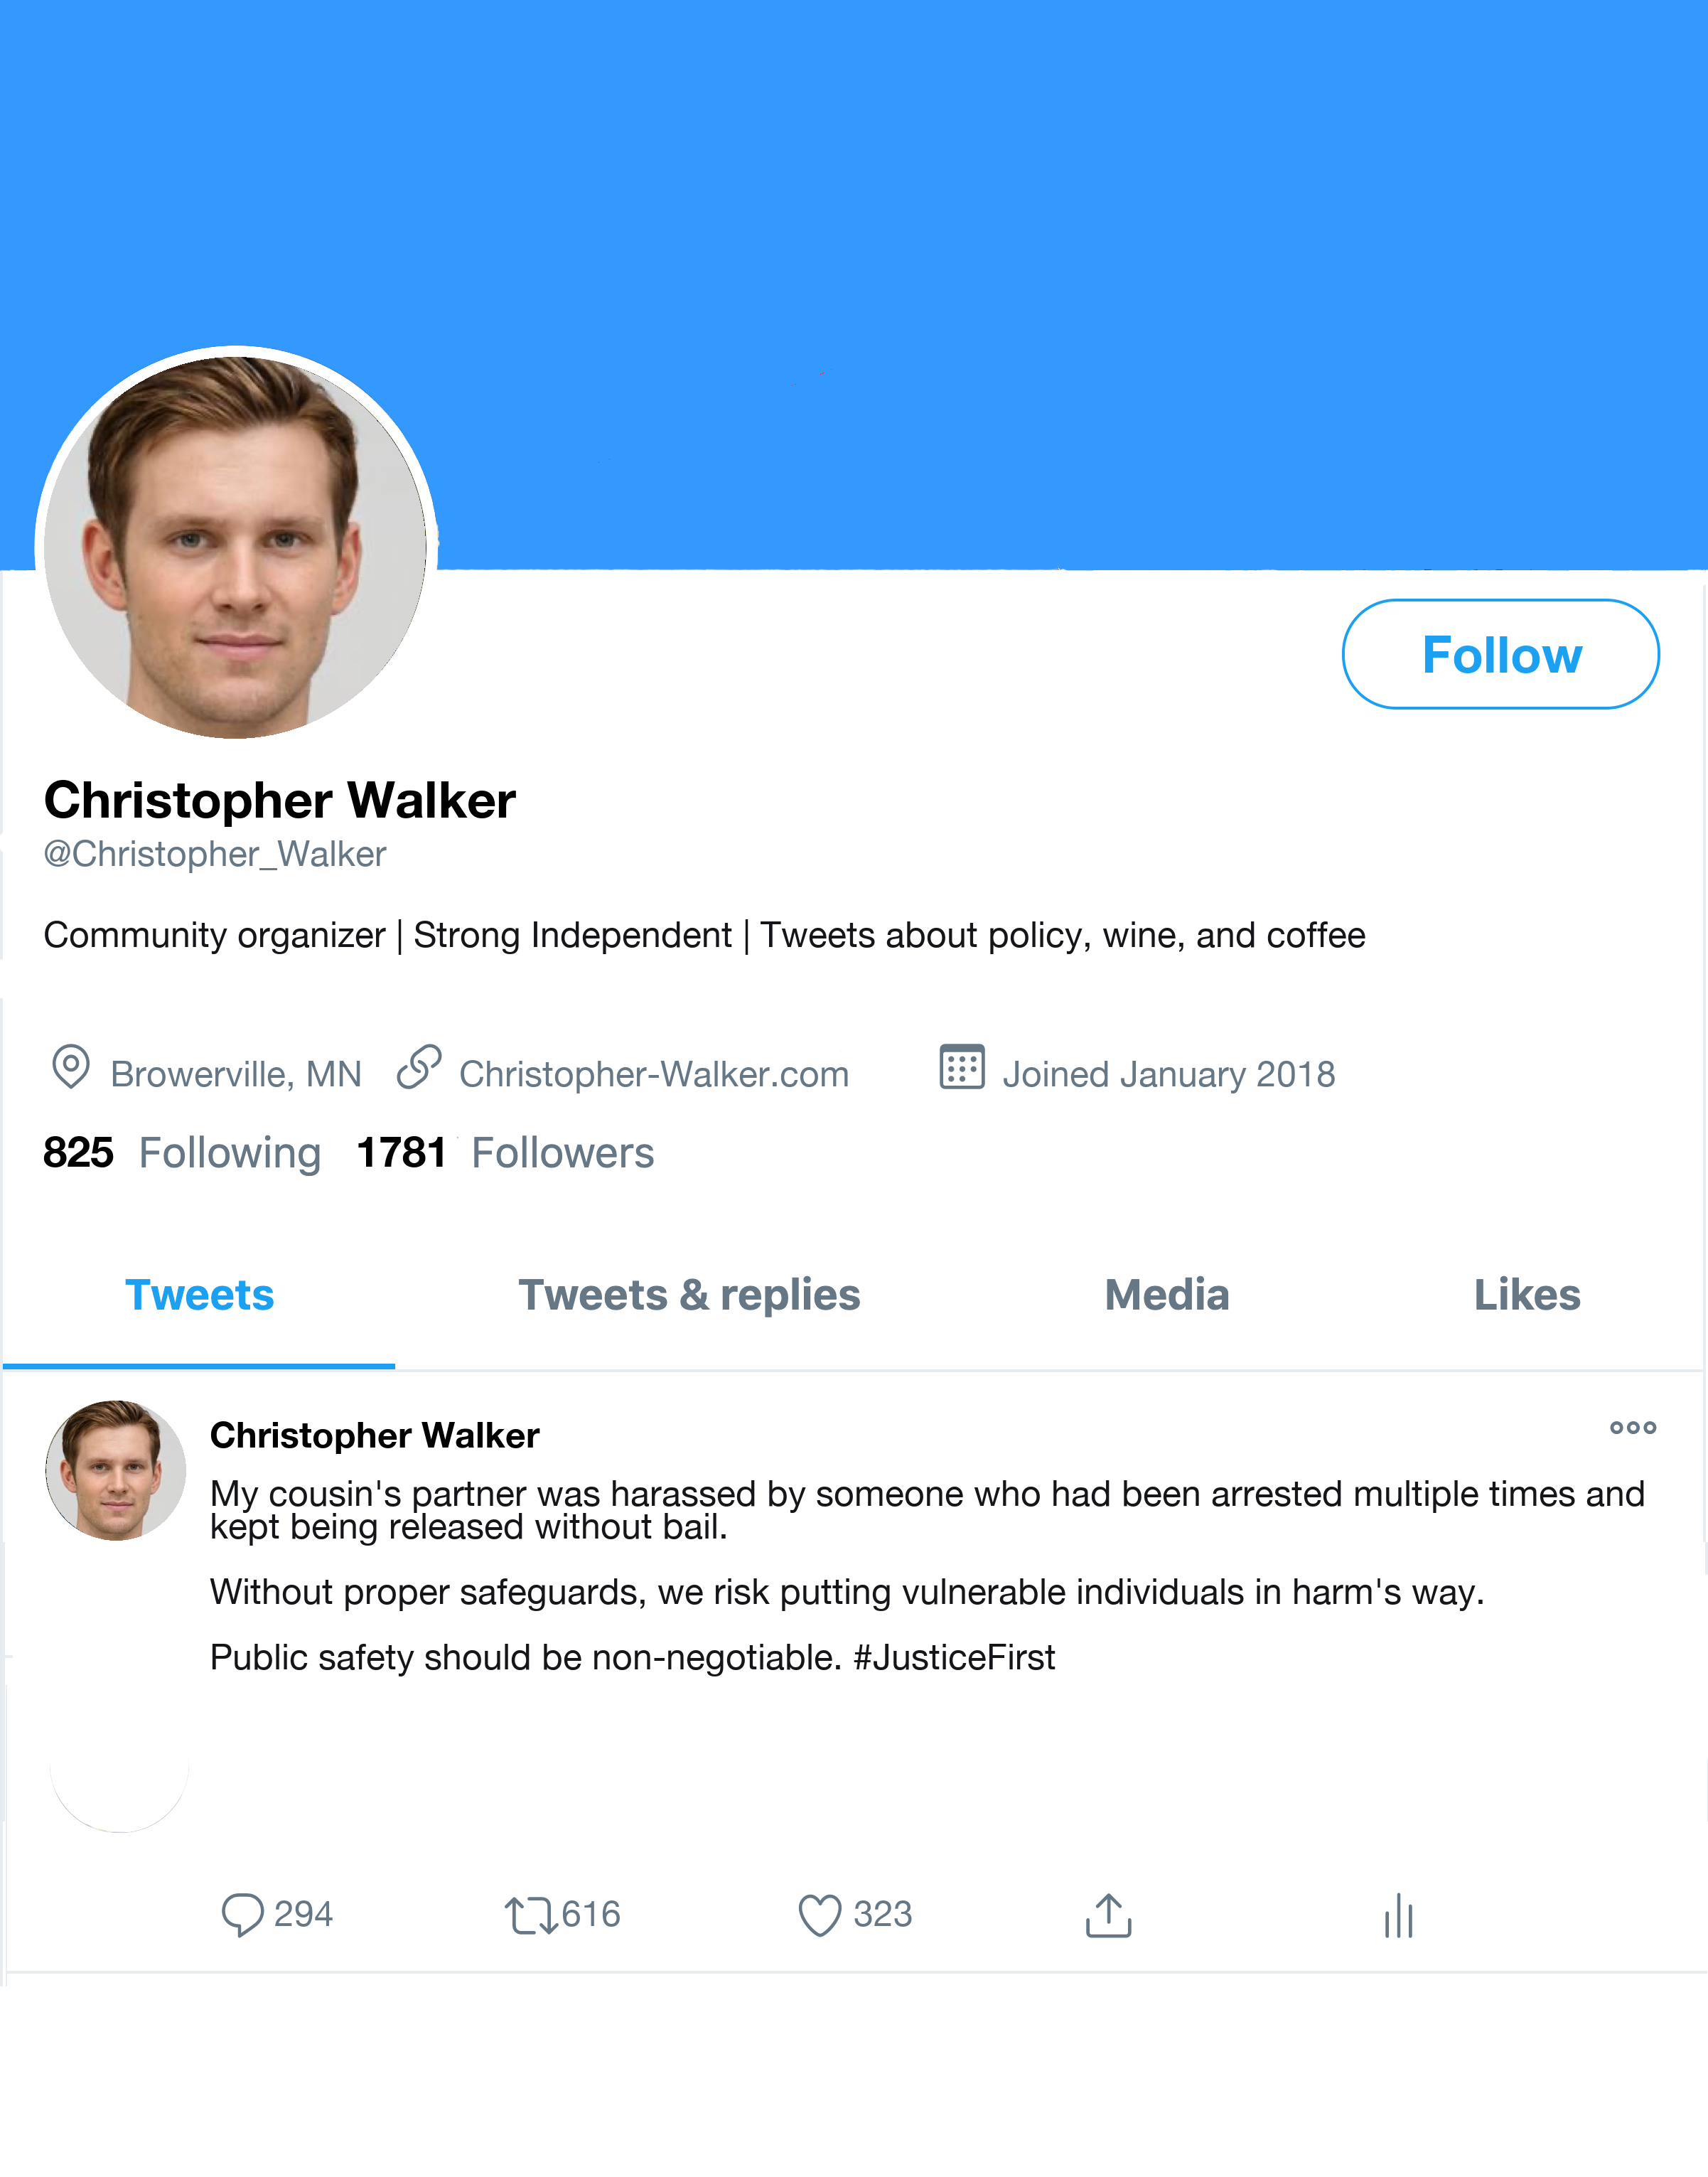 Follow
Christopher Walker
@Christopher_Walker
Community organizer | Strong Independent | Tweets about policy, wine, and coffee
Browerville, MN Christopher-Walker.com Joined January 2018
825 Following 1781 Followers
Tweets Tweets & replies Media Likes
Christopher Walker
My cousin's partner was harassed by someone who had been arrested multiple times and
kept being released without bail.
Without proper safeguards, we risk putting vulnerable individuals in harm's way.
Public safety should be non-negotiable. #JusticeFirst
294 616 323